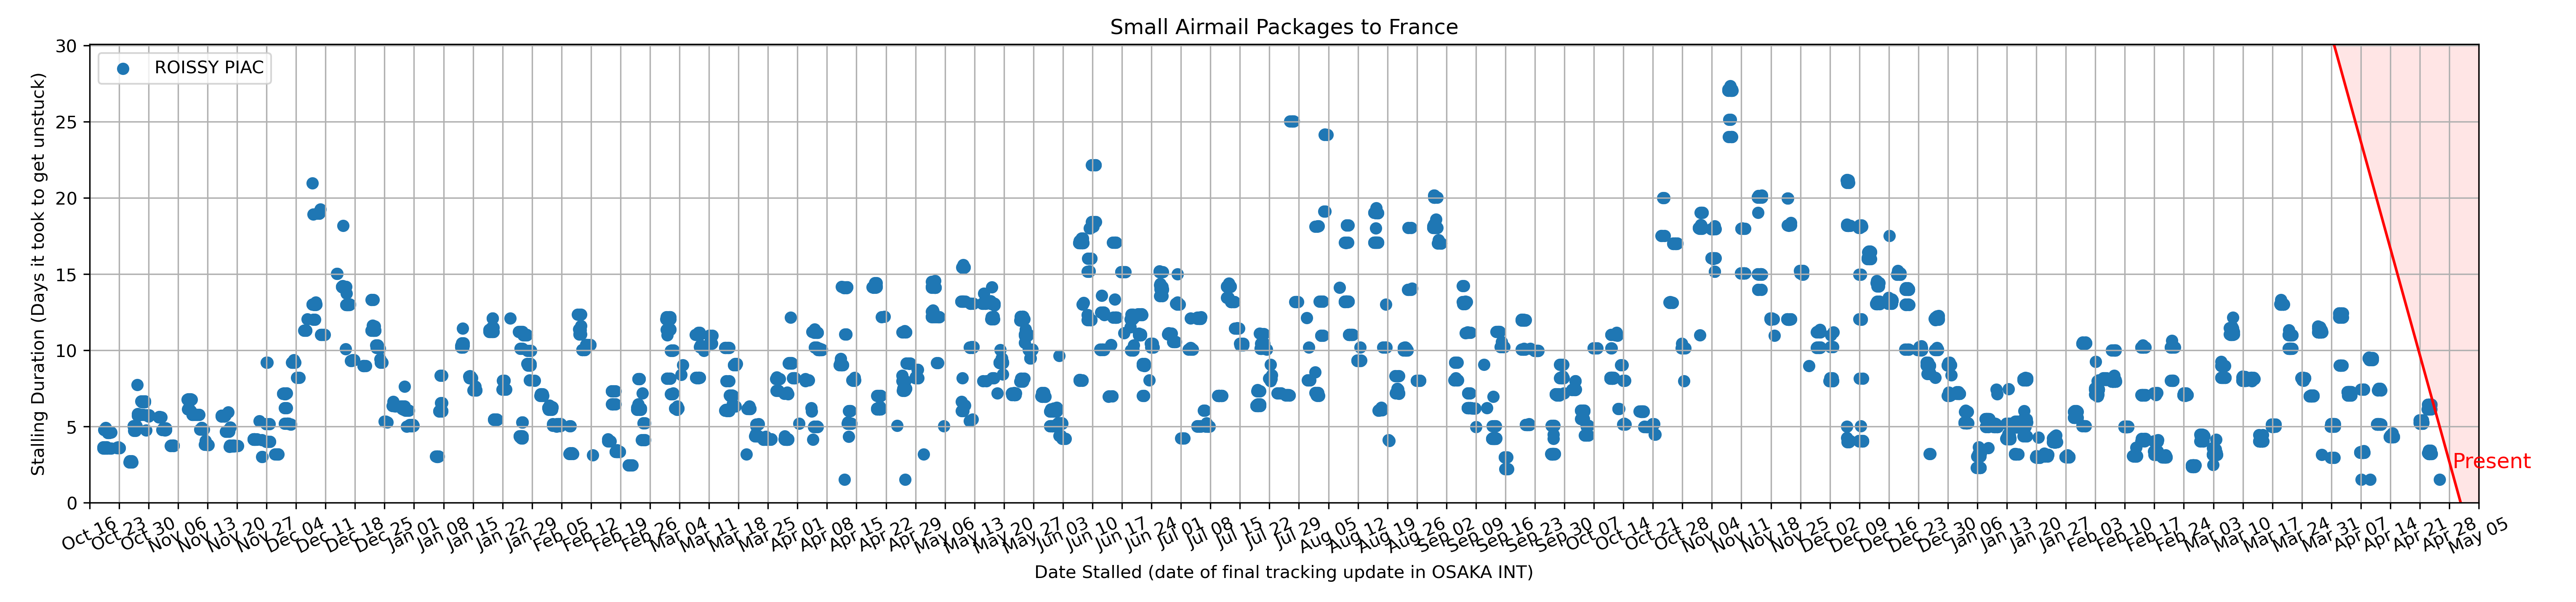 Small Airmail Packages to France
ROISSY PIAC
Stalling Duration (Days it took to get unstuck)
30
25
20
15
10
5
0
Present
Oct 16 Oct 23 Oct 30 Nov 06 Nov 13 Nov 20 Nov 27 Dec 04 Dec 11 Dec 18 Dec 25 Jan 01 Jan 08 Jan 15 Jan 22 Jan 29 Feb 05 Feb 12 Feb 19 Feb 26 Mar 04 Mar 11 Mar 18 Mar 25 Apr 01 Apr 08 Apr 15 Apr 22 Apr 29 May 06 May 13 May 20 May 27 Jun 03 Jun 10 Jun 17 Jun 24 Jul 01 Jul 08 Jul 15 Jul 22 Jul 29 Aug 05 Aug 12 Aug 19 Aug 26 Sep 02 Sep 09 Sep 16 Sep 23 Sep 30 Oct 07 Oct 14 Oct 21 Oct 28 Nov 04 Nov 11 Nov 18 Nov 25 Dec 02 Dec 09 Dec 16 Dec 23 Dec 30 Jan 06 Jan 13 Jan 20 Jan 27 Feb 03 Feb 10 Feb 17 Feb 24 Mar 03 Mar 10 Mar 17 Mar 24 Mar 31 Apr 07 Apr 14 Apr 21 Apr 28 May 05
Date Stalled (date of final tracking update in OSAKA INT)